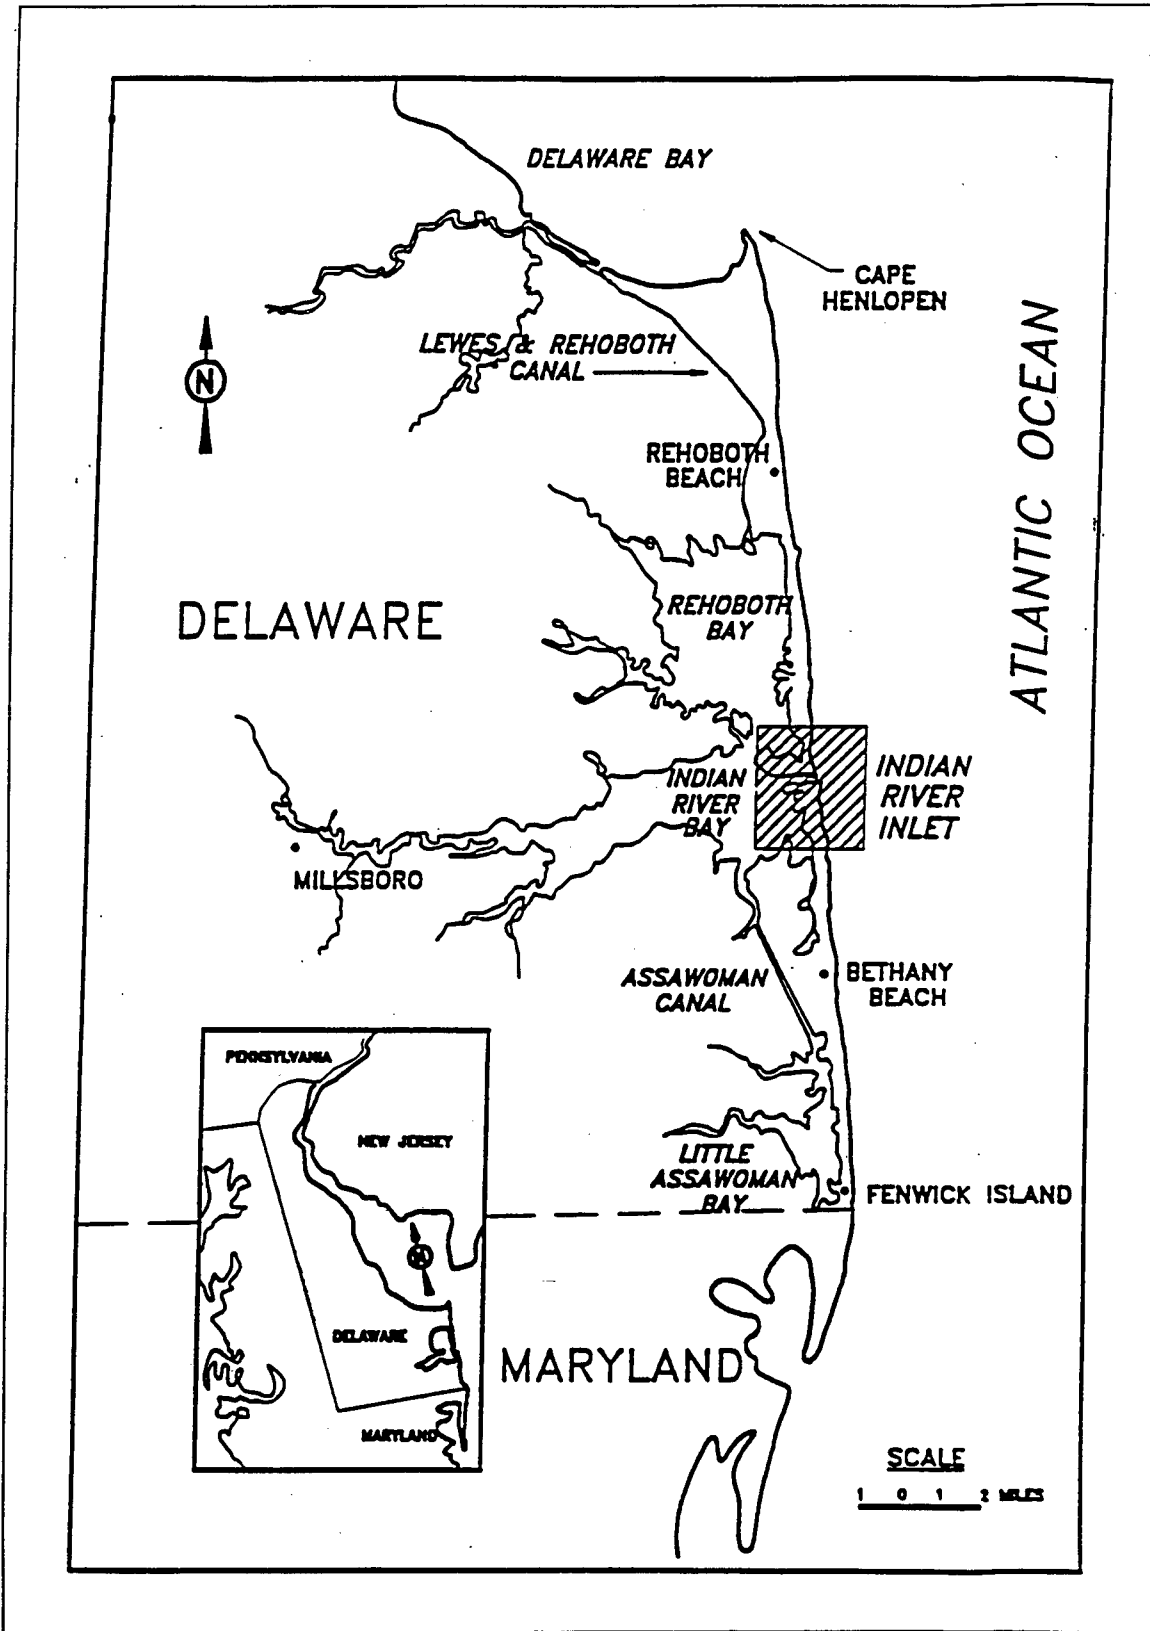 DELAWARE BAY
CAPE
HENLOPEN
LEWES & REHOBOTH
CANAL
N
ATLANTIC OCEAN
REHOBOTH
BEACH
DELAWARE
REHOBOTH
BAY
INDIAN
RIVER
BAY
INDIAN
RIVER
INLET
MILLSBORO
ASSAWOMAN
CANAL
BETHANY
BEACH
LITTLE
ASSAWOMAN
BAY
FENWICK ISLAND
PENNSYLVANIA
NEW JERSEY
N
DELAWARE
MARYLAND
MARYLAND
SCALE
1 0 1 2 MILES